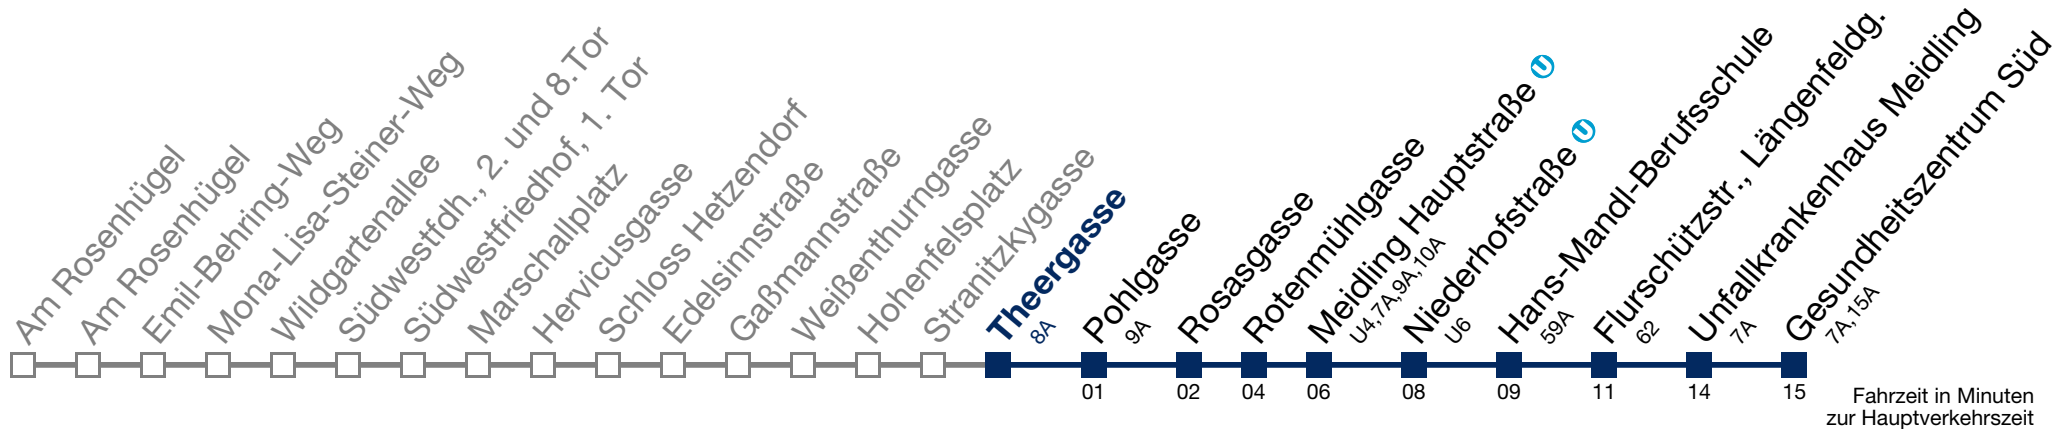 Am Rosenhügel
Am Rosenhügel
Emil-Behring-Weg
Mona-Lisa-Steiner-Weg
Wildgartenallee
Südwestfdh., 2. und 8.Tor
Südwestfriedhof, 1. Tor
Marschallplatz
Hervicusgasse
Schloss Hetzendorf
Edelsinnstraße
Gaßmannstraße
Weißenthurngasse
Hohenfelsplatz
Stranitzkygasse
Theergasse
8A
Pohlgasse
9A
Rosasgasse
Rotenmühlgasse
Meidling Hauptstraße U
U4,7A,9A,10A
Niederhofstraße U
U6
Hans-Mandl-Berufsschule
59A
Flurschützstr., Längenfeldg.
62
Unfallkrankenhaus Meidling
7A
Gesundheitszentrum Süd
7A,15A
01 02 04 06 08 09 11 14 15
Fahrzeit in Minuten
zur Hauptverkehrszeit